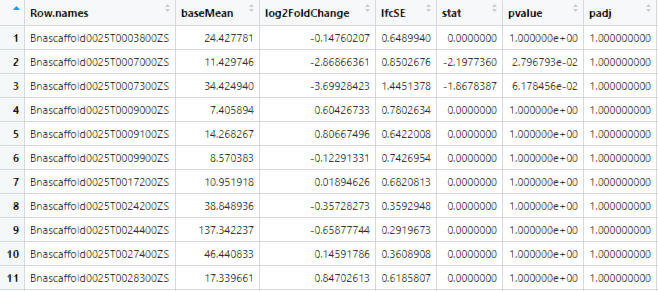 Row.names baseMean log2FoldChange lfcSE stat pvalue padj
1 Bnascaffold0025T0003800ZS 24.427781 -0.14760207 0.6489940 0.0000000 1.000000e+00 1.000000000
2 Bnascaffold0025T0007000ZS 11.429746 -2.86866361 0.8502676 -2.1977360 2.796793e-02 1.000000000
3 Bnascaffold0025T0007300ZS 34.424940 -3.69928423 1.4451378 -1.8678387 6.178456e-02 1.000000000
4 Bnascaffold0025T0009000ZS 7.405894 0.60426733 0.7802634 0.0000000 1.000000e+00 1.000000000
5 Bnascaffold0025T0009100ZS 14.268267 0.80667496 0.6422008 0.0000000 1.000000e+00 1.000000000
6 Bnascaffold0025T0009900ZS 8.570383 -0.12291331 0.7426954 0.0000000 1.000000e+00 1.000000000
7 Bnascaffold0025T0017200ZS 10.951918 0.01894626 0.6820813 0.0000000 1.000000e+00 1.000000000
8 Bnascaffold0025T0024200ZS 38.848936 -0.35728273 0.3592948 0.0000000 1.000000e+00 1.000000000
9 Bnascaffold0025T0024400ZS 137.342237 -0.65877744 0.2919673 0.0000000 1.000000e+00 1.000000000
10 Bnascaffold0025T0027400ZS 46.440833 0.14591786 0.3608908 0.0000000 1.000000e+00 1.000000000
11 Bnascaffold0025T0028300ZS 17.339661 0.84702613 0.6185807 0.0000000 1.000000e+00 1.000000000